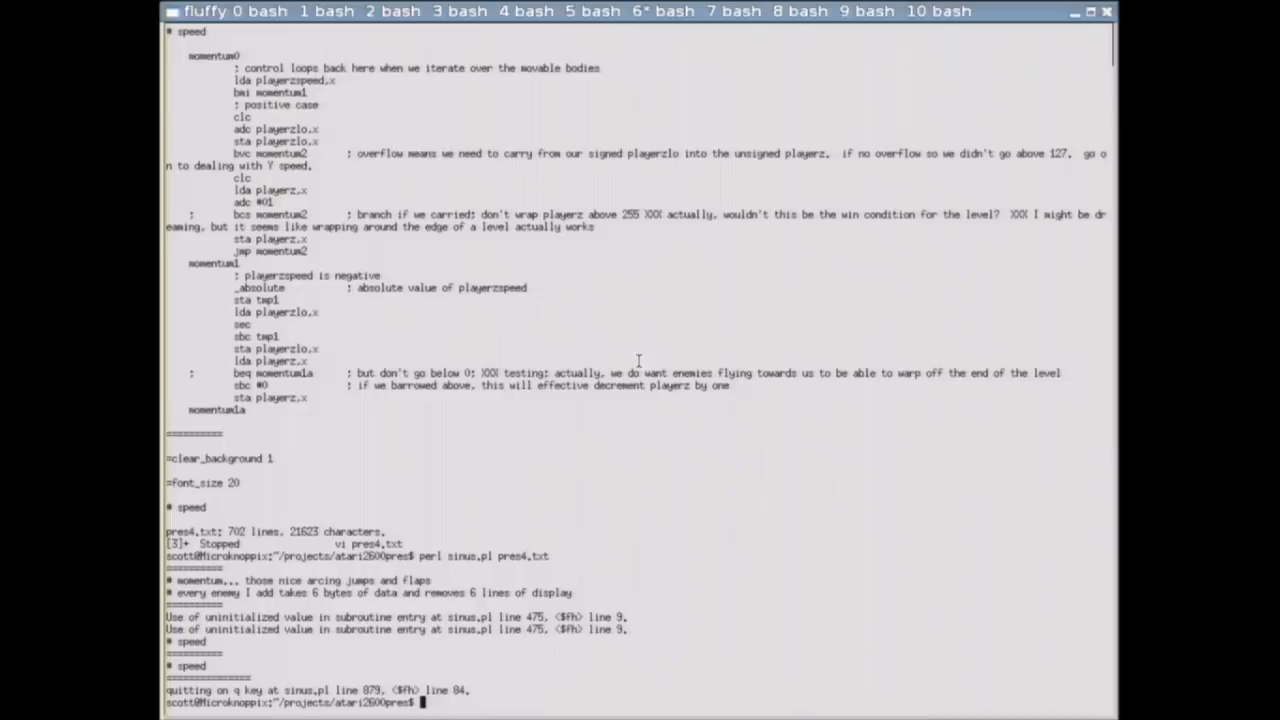 fluffy 0 bash 1 bash 2 bash 3 bash 4 bash 5 bash 6* bash 7 bash 8 bash 9 bash 10 bash
# speed
momentum0
; control loops back here when we iterate over the movable bodies
lda playerzspeed,x
bmi momentum1
; positive case
clc
adc playerzlo,x
sta playerzlo,x
bvc momentum2 ; overflow means we need to carry from our signed playerzlo into the unsigned playerz.  if no overflow so we didn't go above 127,  go o
n to dealing with Y speed.
clc
lda playerz,x
adc #01
; bcs momentum2 ; branch if we carried; don't wrap playerz above 255 XXX actually, wouldn't this be the win condition for the level?  XXX I might be dr
eaming, but it seems like wrapping around the edge of a level actually works
sta playerz,x
jmp momentum2
momentum1
; playerzspeed is negative
_absolute ; absolute value of playerzspeed
sta tmp1
lda playerzlo,x
sec
sbc tmp1
sta playerzlo,x
lda playerz,x
; beq momentum1a ; but don't go below 0; XXX testing; actually, we do want enemies flying towards us to be able to warp off the end of the level
sbc #0 ; if we barrowed above, this will effective decrement playerz by one
sta playerz,x
momentum1a
==========
=clear_background 1
=font_size 20
# speed
pres4.txt: 702 lines, 21623 characters.
[3]+  Stopped vi pres4.txt
scott@Microknoppix:~/projects/atari2600pres$ perl sinus.pl pres4.txt
==========
# momentum... those nice arcing jumps and flaps
# every enemy I add takes 6 bytes of data and removes 6 lines of display
==========
Use of uninitialized value in subroutine entry at sinus.pl line 475, <$fh> line 9.
Use of uninitialized value in subroutine entry at sinus.pl line 475, <$fh> line 9.
# speed
==========
# speed
===============
quitting on q key at sinus.pl line 879, <$fh> line 84.
scott@Microknoppix:~/projects/atari2600pres$